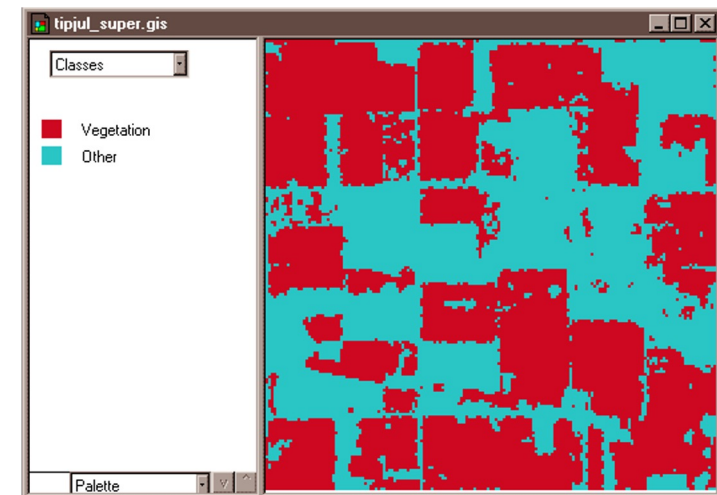 tipjul_super.gis
Classes
Vegetation
Other
Palette